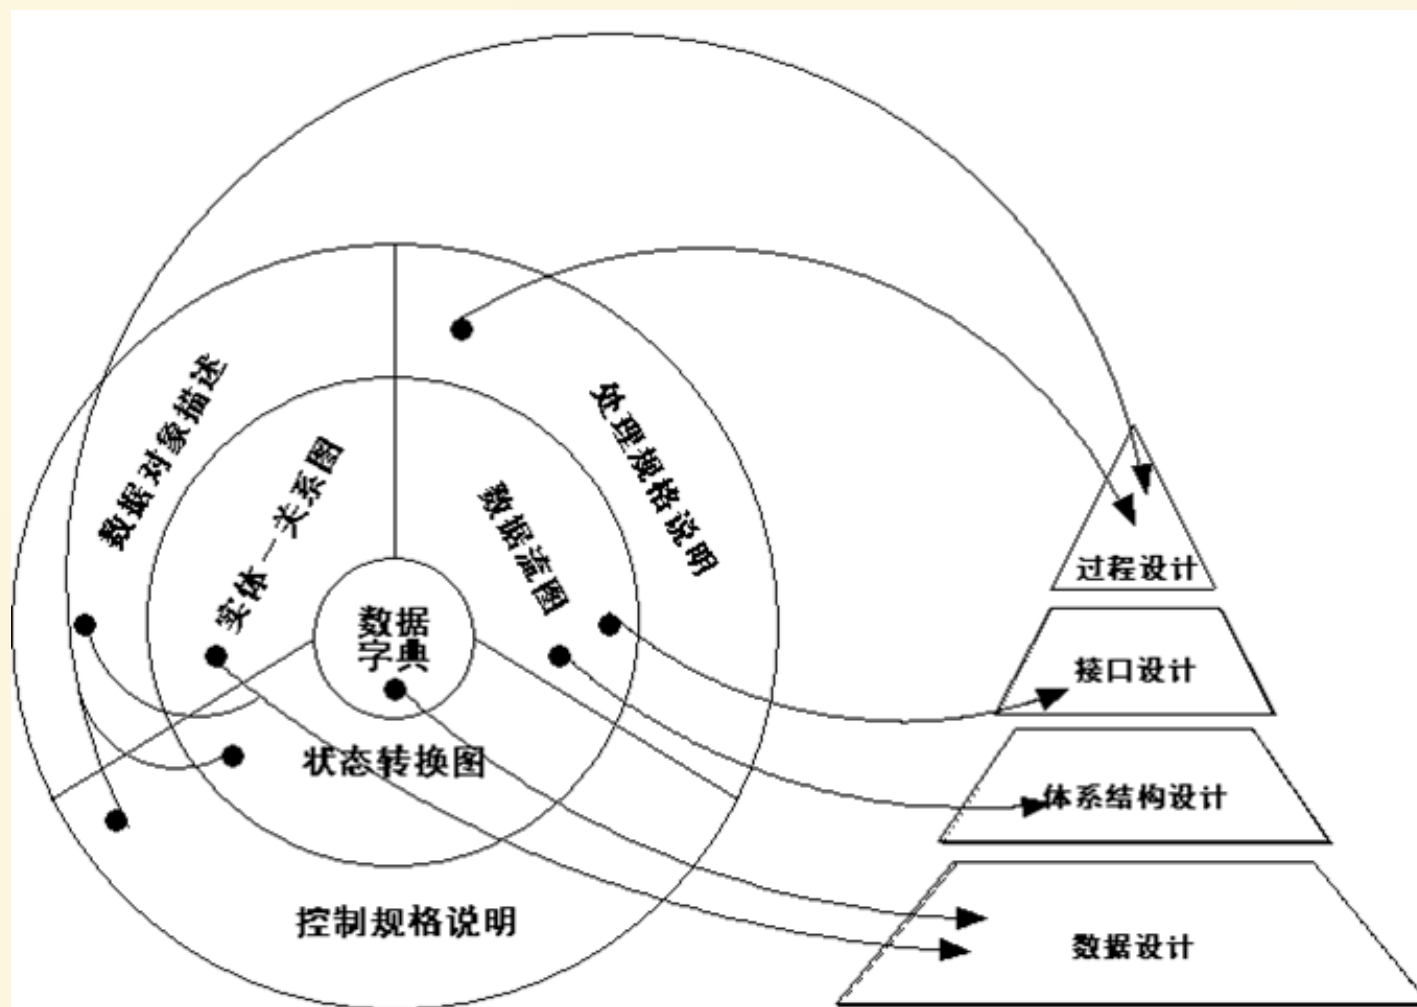 数据对象描述
实体－关系图
处理规格说明
数据流图
数据
字典
状态转换图
控制规格说明
过程设计
接口设计
体系结构设计
数据设计